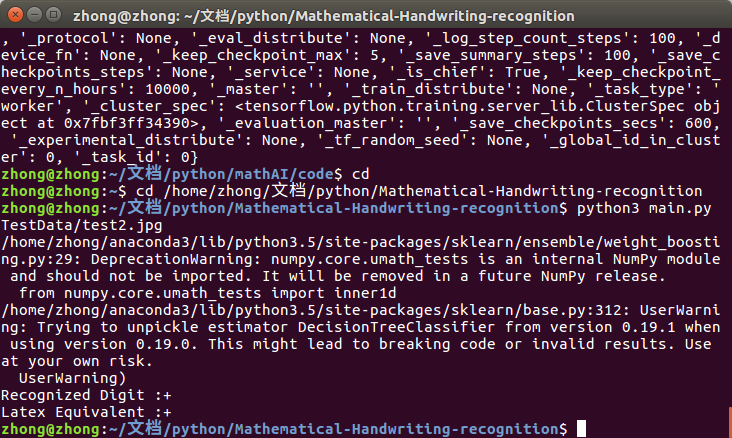 zhong@zhong: ~/文档/python/Mathematical-Handwriting-recognition
, '_protocol': None, '_eval_distribute': None, '_log_step_count_steps': 100, '_d
evice_fn': None, '_keep_checkpoint_max': 5, '_save_summary_steps': 100, '_save_c
heckpoints_steps': None, '_service': None, '_is_chief': True, '_keep_checkpoint_
every_n_hours': 10000, '_master': '', '_train_distribute': None, '_task_type': '
worker', '_cluster_spec': <tensorflow.python.training.server_lib.ClusterSpec obj
ect at 0x7fbf3ff34390>, '_evaluation_master': '', '_save_checkpoints_secs': 600,
 '_experimental_distribute': None, '_tf_random_seed': None, '_global_id_in_clust
er': 0, '_task_id': 0}
zhong@zhong:~/文档/python/mathAI/code$ cd
zhong@zhong:~$ cd /home/zhong/文档/python/Mathematical-Handwriting-recognition
zhong@zhong:~/文档/python/Mathematical-Handwriting-recognition$ python3 main.py
TestData/test2.jpg
/home/zhong/anaconda3/lib/python3.5/site-packages/sklearn/ensemble/weight_boosti
ng.py:29: DeprecationWarning: numpy.core.umath_tests is an internal NumPy module
 and should not be imported. It will be removed in a future NumPy release.
  from numpy.core.umath_tests import inner1d
/home/zhong/anaconda3/lib/python3.5/site-packages/sklearn/base.py:312: UserWarni
ng: Trying to unpickle estimator DecisionTreeClassifier from version 0.19.1 when
 using version 0.19.0. This might lead to breaking code or invalid results. Use
at your own risk.
  UserWarning)
Recognized Digit :+
Latex Equivalent :+
zhong@zhong:~/文档/python/Mathematical-Handwriting-recognition$